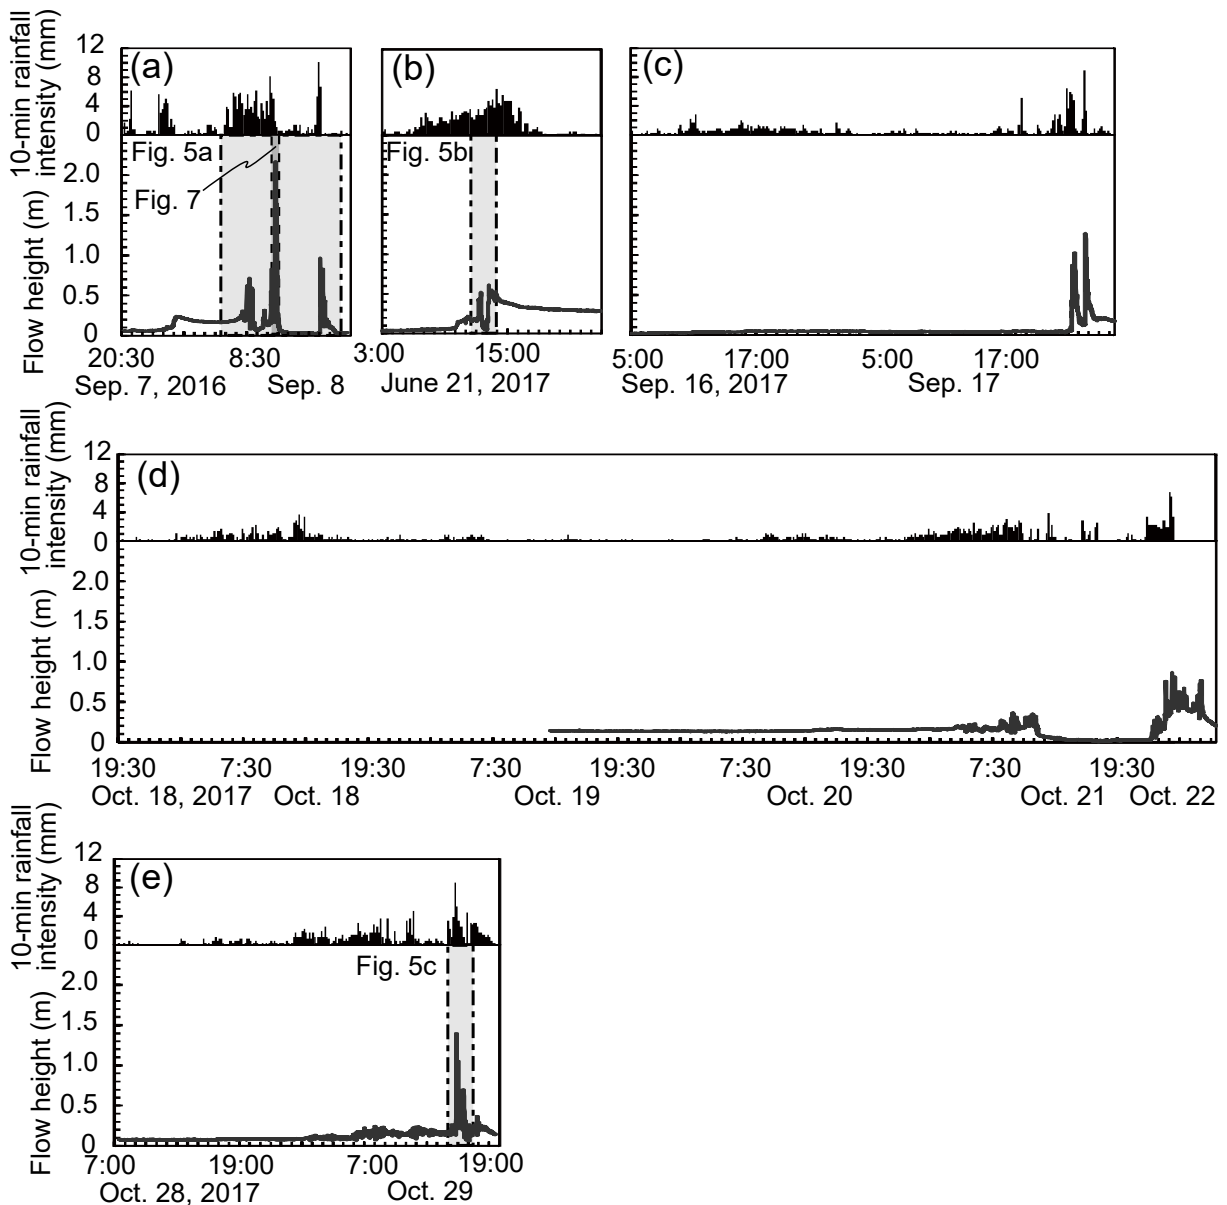 10-min rainfall
intensity (mm)
Flow height (m)
12
8
4
0
2.0
1.5
1.0
0.5
0
(a)
Fig. 5a
Fig. 7
20:30
8:30
Sep. 7, 2016
Sep. 8
(b)
Fig. 5b
3:00
15:00
June 21, 2017
(c)
5:00
17:00
5:00
17:00
Sep. 16, 2017
Sep. 17
10-min rainfall
intensity (mm)
Flow height (m)
12
8
4
0
2.0
1.5
1.0
0.5
0
(d)
19:30
7:30
19:30
7:30
19:30
7:30
19:30
7:30
19:30
Oct. 18, 2017
Oct. 18
Oct. 19
Oct. 20
Oct. 21
Oct. 22
10-min rainfall
intensity (mm)
Flow height (m)
12
8
4
0
2.0
1.5
1.0
0.5
0
(e)
Fig. 5c
7:00
19:00
7:00
19:00
Oct. 28, 2017
Oct. 29